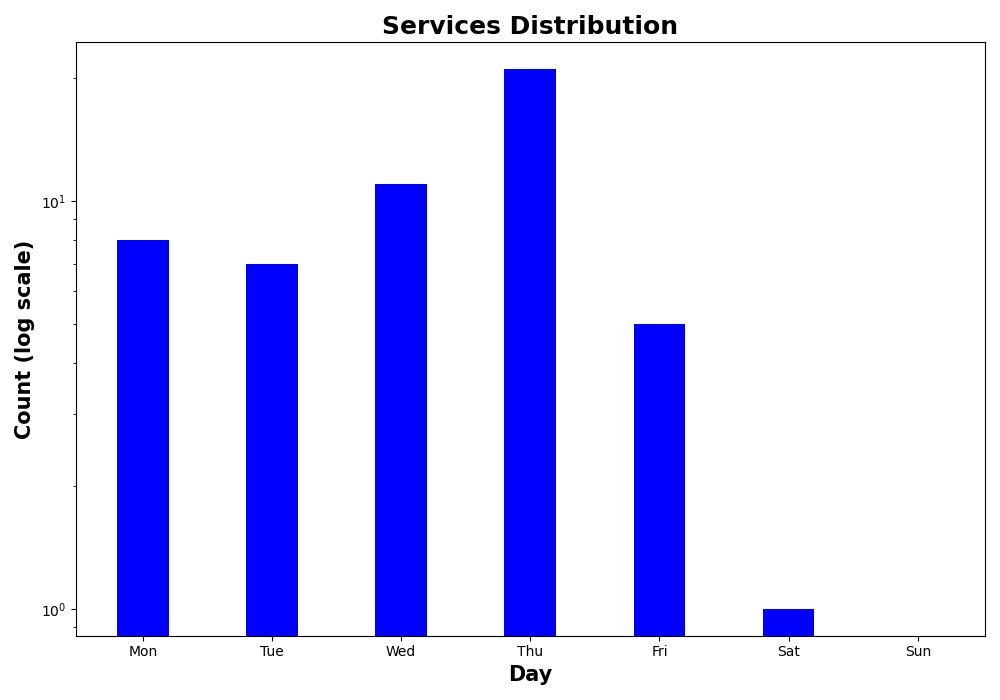 Services Distribution
Count (log scale)
10¹
10⁰
Mon Tue Wed Thu Fri Sat Sun
Day